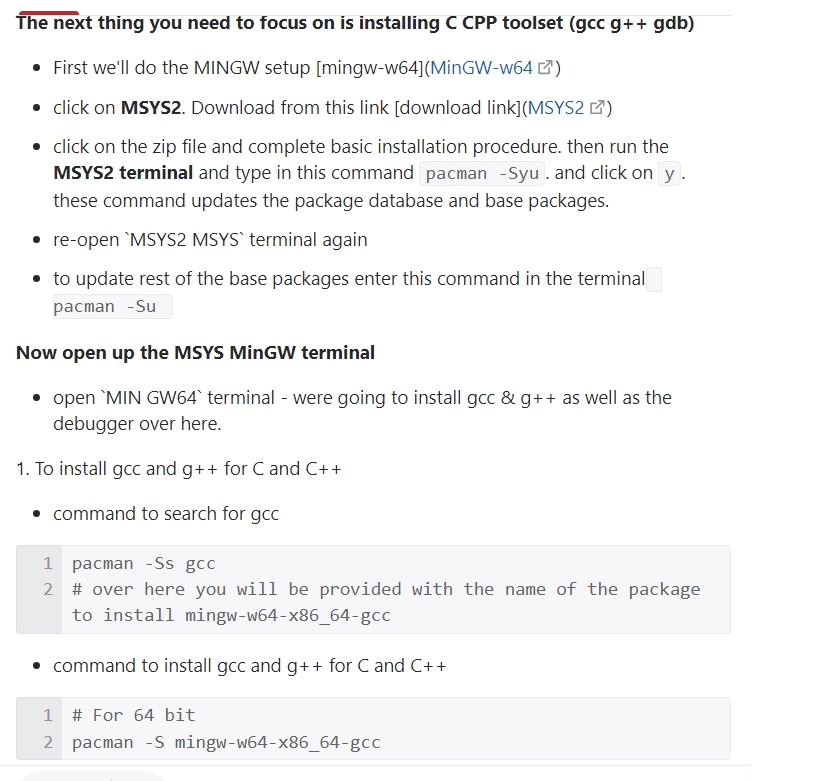 The next thing you need to focus on is installing C CPP toolset (gcc g++ gdb)
First we'll do the MINGW setup [mingw-w64](MinGW-w64)
click on MSYS2. Download from this link [download link](MSYS2)
click on the zip file and complete basic installation procedure. then run the
MSYS2 terminal and type in this command pacman -Syu . and click on y .
these command updates the package database and base packages.
re-open `MSYS2 MSYS` terminal again
to update rest of the base packages enter this command in the terminal
pacman -Su
Now open up the MSYS MinGW terminal
open `MIN GW64` terminal - were going to install gcc & g++ as well as the
debugger over here.
1. To install gcc and g++ for C and C++
command to search for gcc
1 pacman -Ss gcc
2 # over here you will be provided with the name of the package
to install mingw-w64-x86_64-gcc
command to install gcc and g++ for C and C++
1 # For 64 bit
2 pacman -S mingw-w64-x86_64-gcc